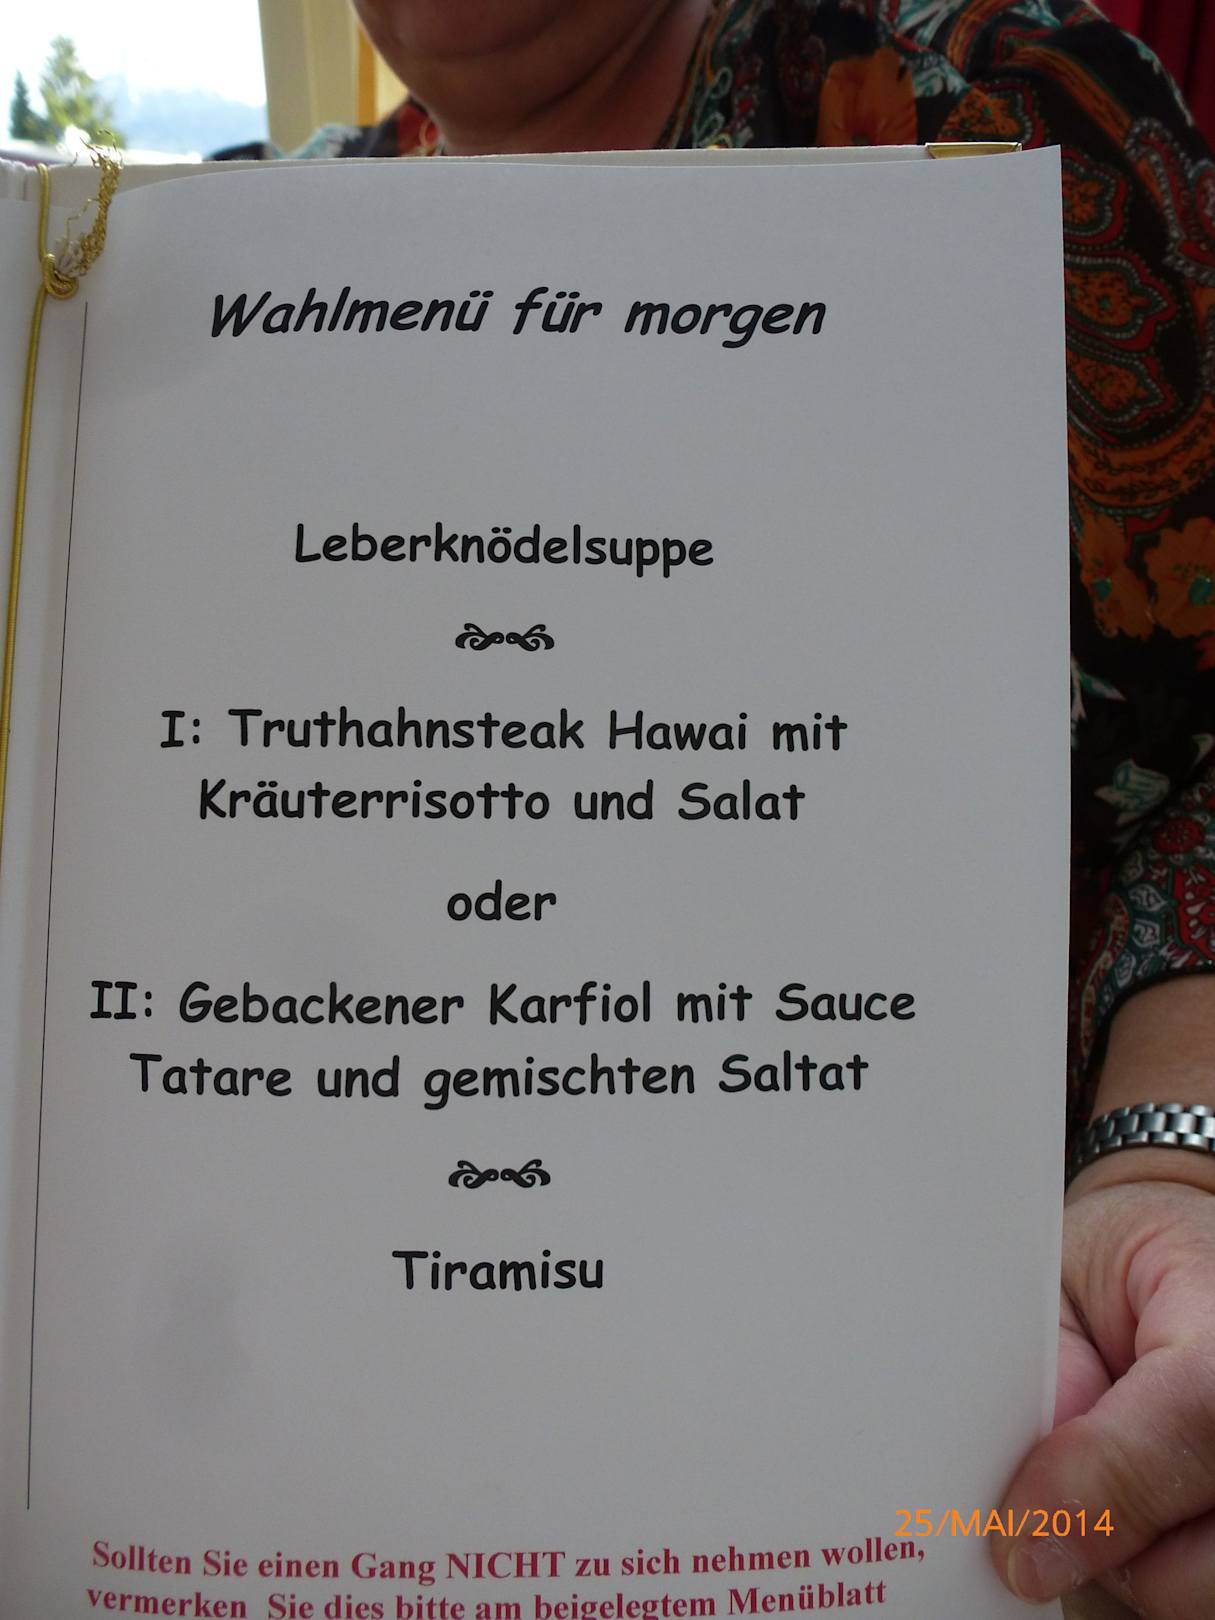 Wahlmenü für morgen
Leberknödelsuppe
I: Truthahnsteak Hawai mit
Kräuterrisotto und Salat
oder
II: Gebackener Karfiol mit Sauce
Tatare und gemischten Saltat
Tiramisu
25/MAI/2014
Sollten Sie einen Gang NICHT zu sich nehmen wollen,
vermerken Sie dies bitte am beigelegtem Menüblatt